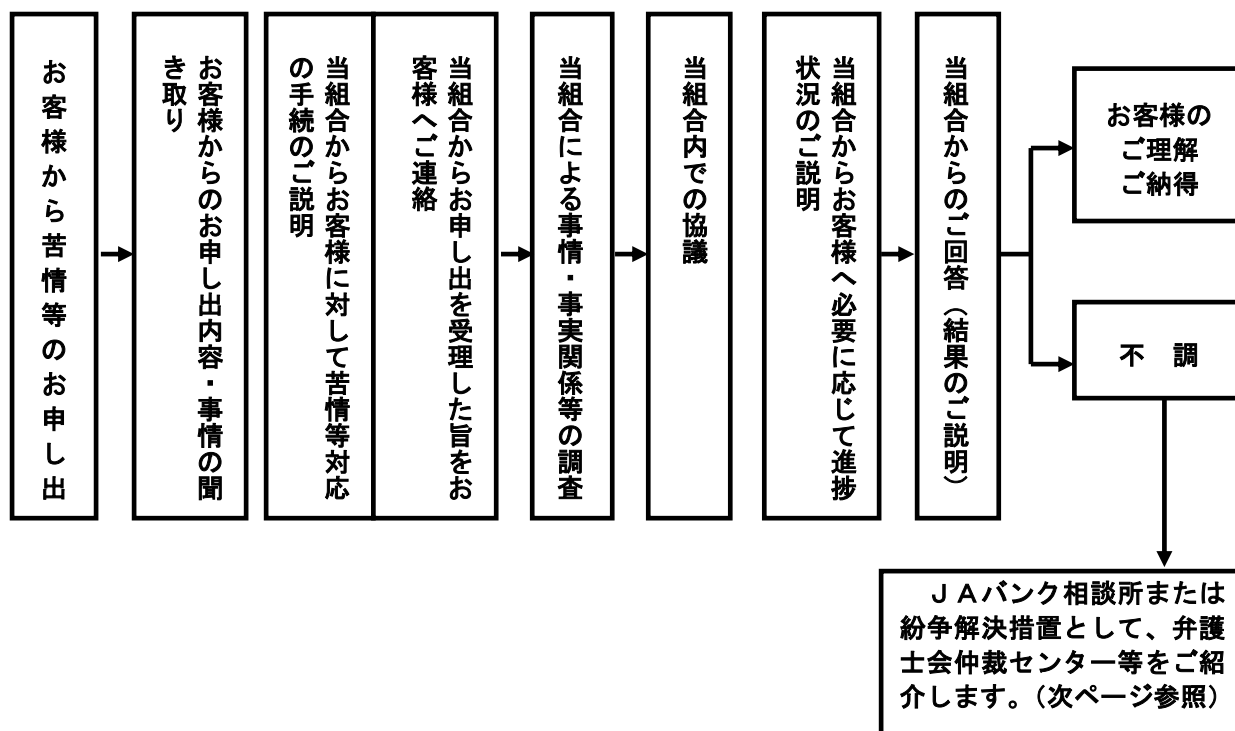 お客様から苦情等のお申し出
お客様からのお申し出内容・事情の聞
き取り
当組合からお客様に対して苦情等対応
の手続のご説明
当組合からお申し出を受理した旨をお
客様へご連絡
当組合による事情・事実関係等の調査
当組合内での協議
当組合からお客様へ必要に応じて進捗
状況のご説明
当組合からのご回答（結果のご説明）
お客様の
ご理解
ご納得
不　調
ＪＡバンク相談所または
紛争解決措置として、弁護
士会仲裁センター等をご紹
介します。（次ページ参照）